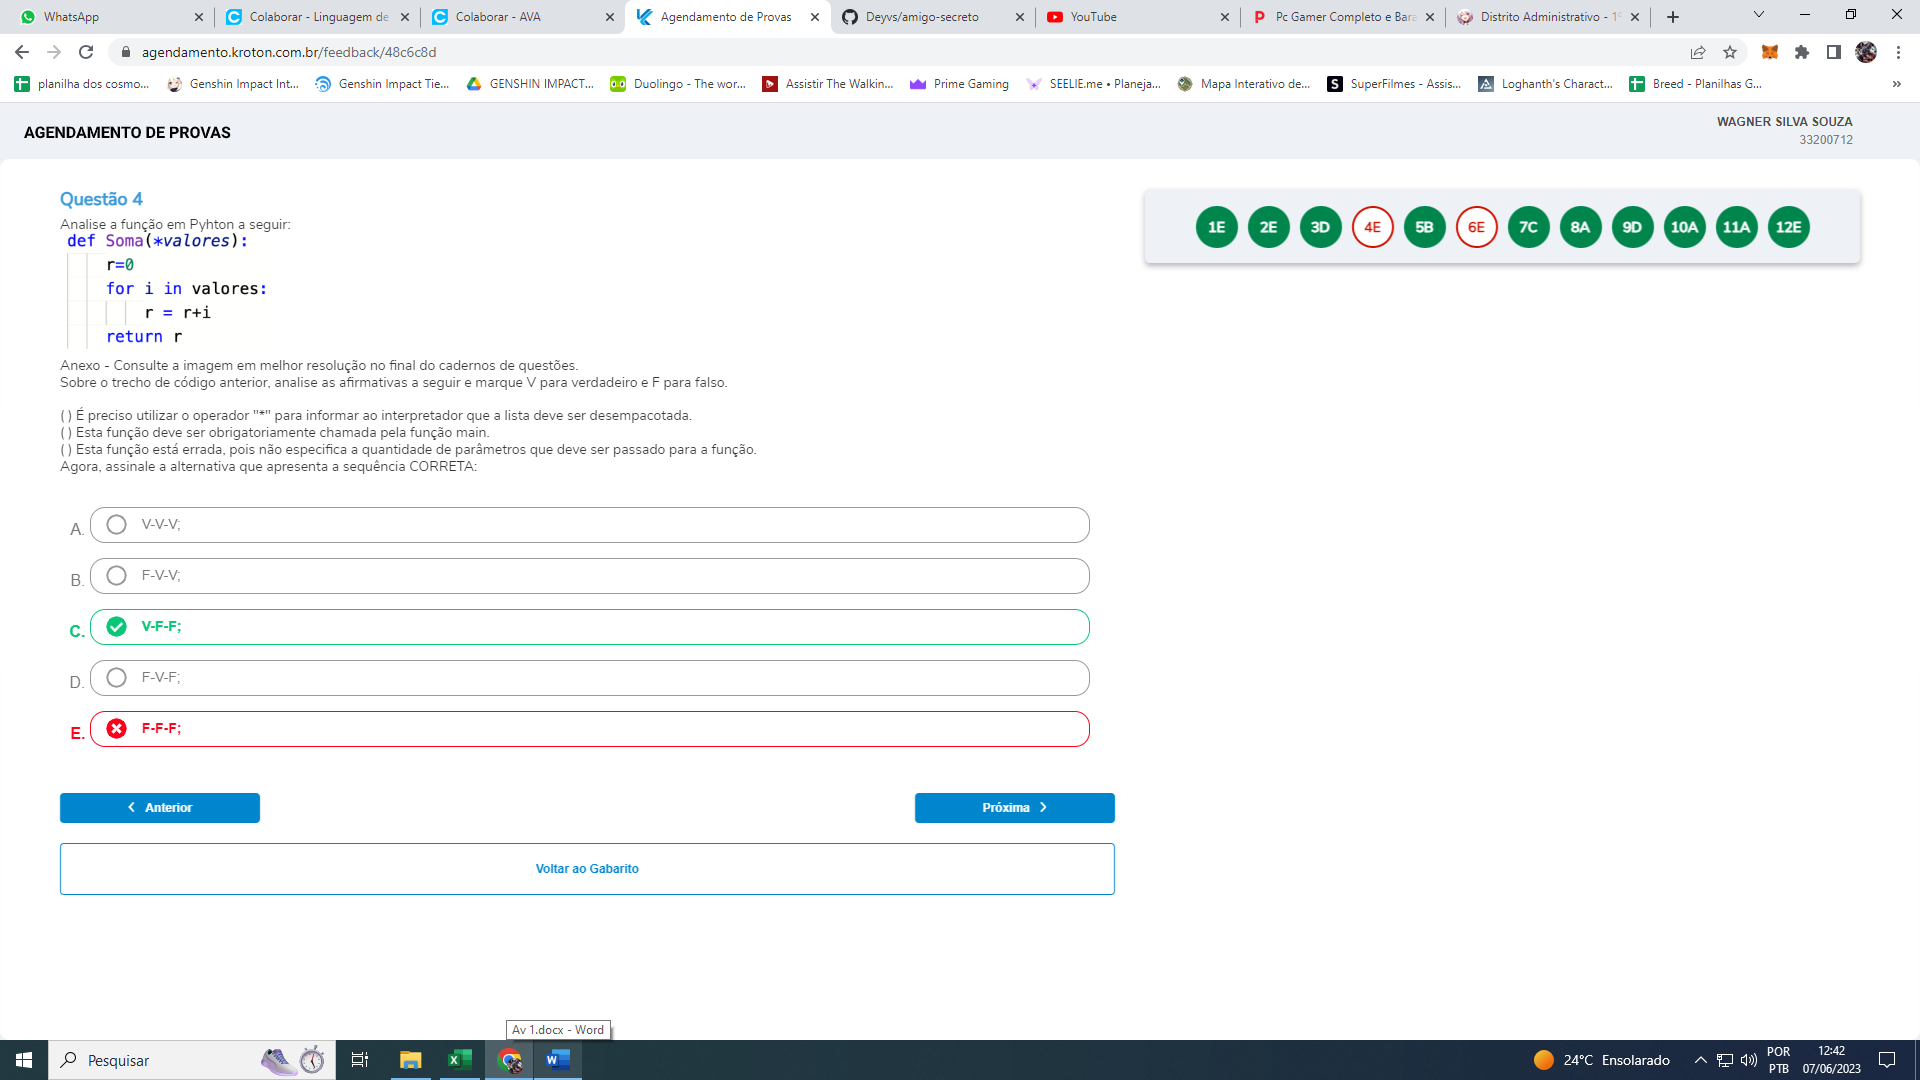 WhatsApp
Colaborar - Linguagem de
Colaborar - AVA
Agendamento de Provas
Deyvs/amigo-secreto
YouTube
Pc Gamer Completo e Bara
Distrito Administrativo - 1º
agendamento.kroton.com.br/feedback/48c6c8d
planilha dos cosmo...
Genshin Impact Int...
Genshin Impact Tie...
GENSHIN IMPACT...
Duolingo - The wor...
Assistir The Walkin...
Prime Gaming
SEELIE.me • Planeja...
Mapa Interativo de...
SuperFilmes - Assis...
Loghanth's Charact...
Breed - Planilhas G...
»
AGENDAMENTO DE PROVAS
WAGNER SILVA SOUZA
33200712
Questão 4
1E 2E 3D 4E 5B 6E 7C 8A 9D 10A 11A 12E
Analise a função em Pyhton a seguir:
def Soma(*valores):
r=0
for i in valores:
r = r+i
return r
Anexo - Consulte a imagem em melhor resolução no final do cadernos de questões.
Sobre o trecho de código anterior, analise as afirmativas a seguir e marque V para verdadeiro e F para falso.
( ) É preciso utilizar o operador "*" para informar ao interpretador que a lista deve ser desempacotada.
( ) Esta função deve ser obrigatoriamente chamada pela função main.
( ) Esta função está errada, pois não especifica a quantidade de parâmetros que deve ser passado para a função.
Agora, assinale a alternativa que apresenta a sequência CORRETA:
A. V-V-V;
B. F-V-V;
C. V-F-F;
D. F-V-F;
E. F-F-F;
Anterior
Próxima
Voltar ao Gabarito
Av 1.docx - Word
Pesquisar
24°C Ensolarado
POR
PTB
12:42
07/06/2023